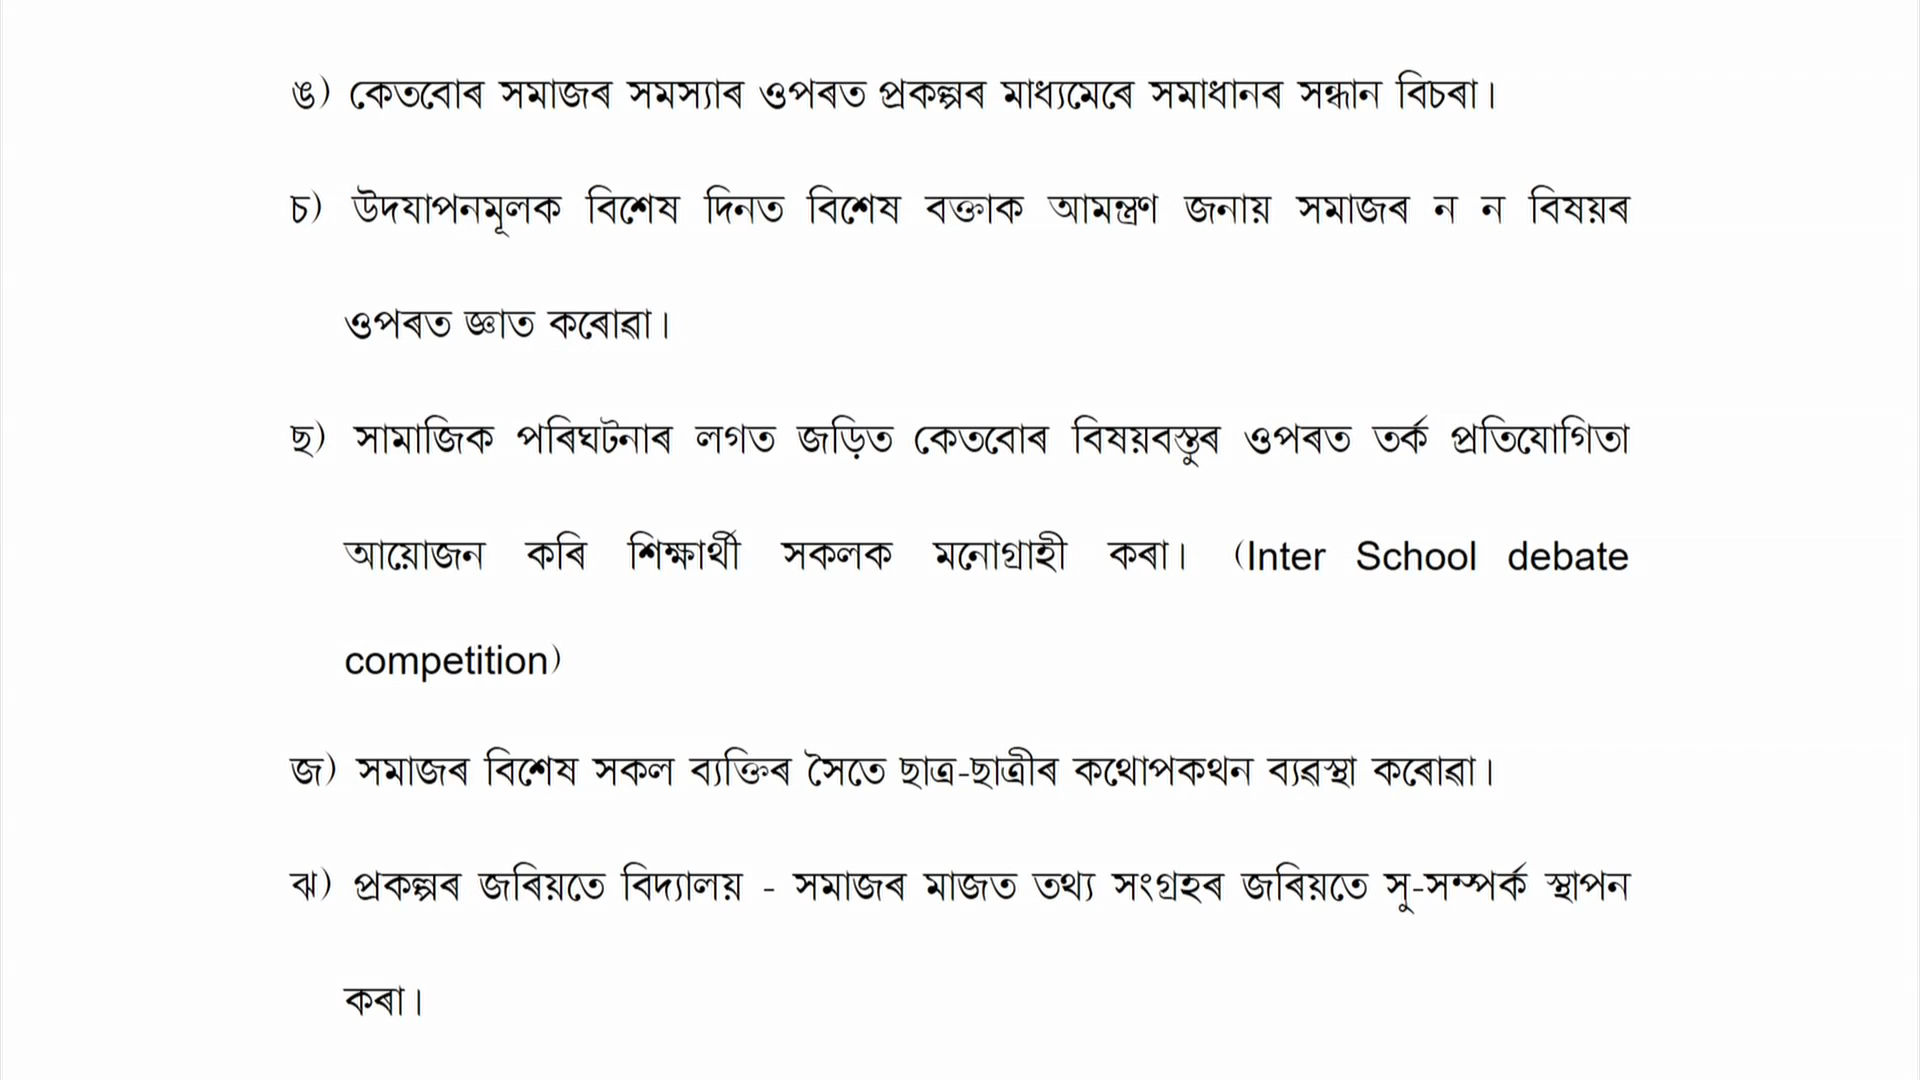 ঙ) কেতবোৰ সমাজৰ সমস্যাৰ ওপৰত প্ৰকল্পৰ মাধ্যমেৰে সমাধানৰ সন্ধান বিচৰা।
চ) উদযাপনমূলক বিশেষ দিনত বিশেষ বক্তাক আমন্ত্ৰণ জনায় সমাজৰ ন ন বিষয়ৰ
ওপৰত জ্ঞাত কৰোৱা।
ছ) সামাজিক পৰিঘটনাৰ লগত জড়িত কেতবোৰ বিষয়বস্তুৰ ওপৰত তৰ্ক প্ৰতিযোগিতা
আয়োজন কৰি শিক্ষাৰ্থী সকলক মনোগ্ৰাহী কৰা। (Inter School debate
competition)
জ) সমাজৰ বিশেষ সকল ব্যক্তিৰ সৈতে ছাত্ৰ-ছাত্ৰীৰ কথোপকথন ব্যৱস্থা কৰোৱা।
ঝ) প্ৰকল্পৰ জৰিয়তে বিদ্যালয় - সমাজৰ মাজত তথ্য সংগ্ৰহৰ জৰিয়তে সু-সম্পৰ্ক স্থাপন
কৰা।